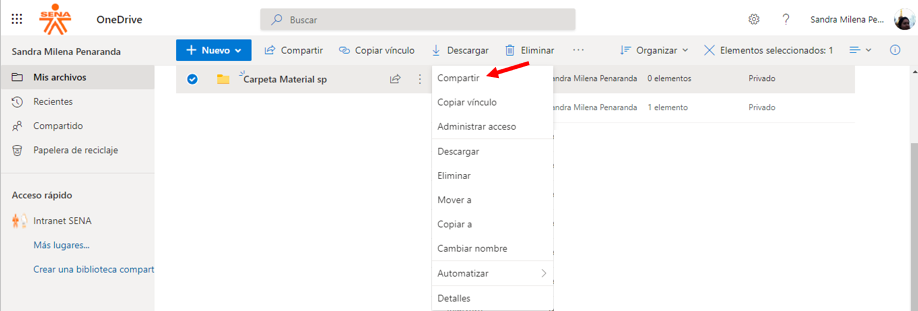 SENA
OneDrive
Buscar
Sandra Milena Pe...
Sandra Milena Penaranda
+ Nuevo
Compartir
Copiar vínculo
Descargar
Eliminar
...
Organizar
Elementos seleccionados: 1
Mis archivos
Recientes
Compartido
Papelera de reciclaje
Acceso rápido
Intranet SENA
Más lugares...
Crear una biblioteca compart
Carpeta Material sp
andra Milena Penaranda 0 elementos Privado
andra Milena Penaranda 1 elemento Privado
Compartir
Copiar vínculo
Administrar acceso
Descargar
Eliminar
Mover a
Copiar a
Cambiar nombre
Automatizar
Detalles